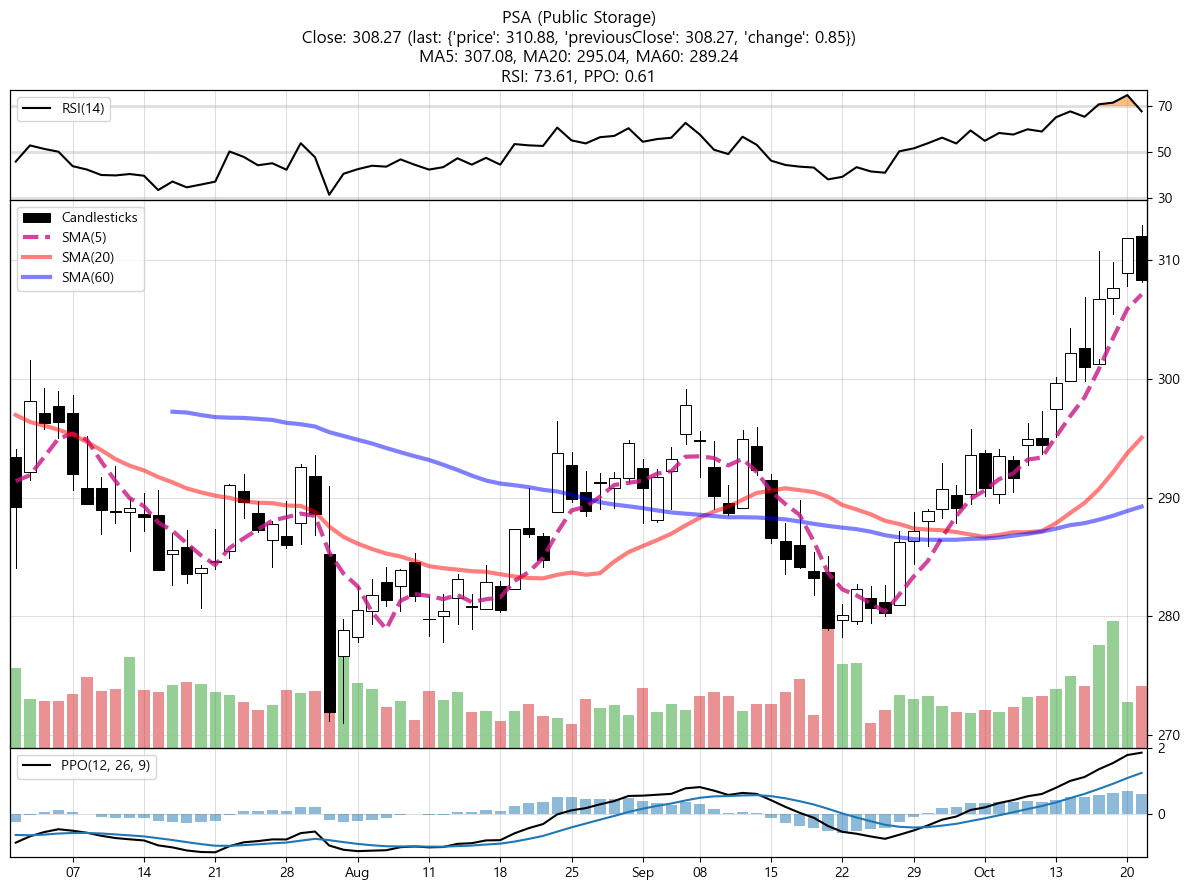 PSA (Public Storage)
Close: 308.27 (last: {'price': 310.88, 'previousClose': 308.27, 'change': 0.85})
MA5: 307.08, MA20: 295.04, MA60: 289.24
RSI: 73.61, PPO: 0.61
RSI(14)
70
50
30
Candlesticks
SMA(5)
SMA(20)
SMA(60)
310
300
290
280
270
PPO(12, 26, 9)
2
0
07 14 21 28 Aug 11 18 25 Sep 08 15 22 29 Oct 13 20